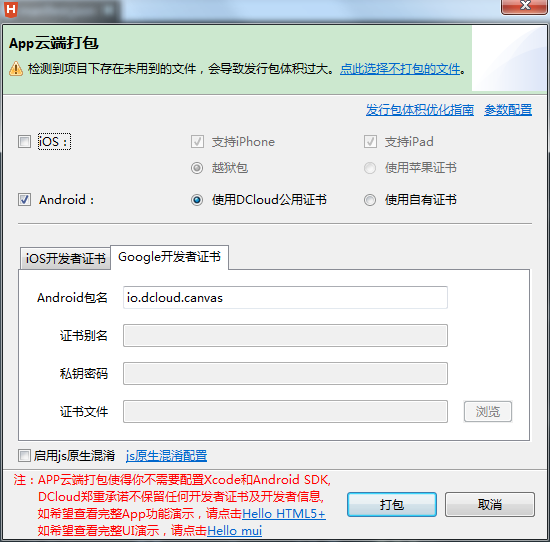 App云端打包
检测到项目下存在未用到的文件，会导致发行包体积过大。点此选择不打包的文件。
发行包体积优化指南 参数配置
iOS： 支持iPhone 支持iPad
越狱包 使用苹果证书
Android： 使用DCloud公用证书 使用自有证书
iOS开发者证书 Google开发者证书
Android包名 io.dcloud.canvas
证书别名
私钥密码
证书文件 浏览
启用js原生混淆 js原生混淆配置
注：APP云端打包使得你不需要配置Xcode和Android SDK,
DCloud郑重承诺不保留任何开发者证书及开发者信息,
如希望查看完整App功能演示，请点击Hello HTML5+
如希望查看完整UI演示，请点击Hello mui
打包 取消